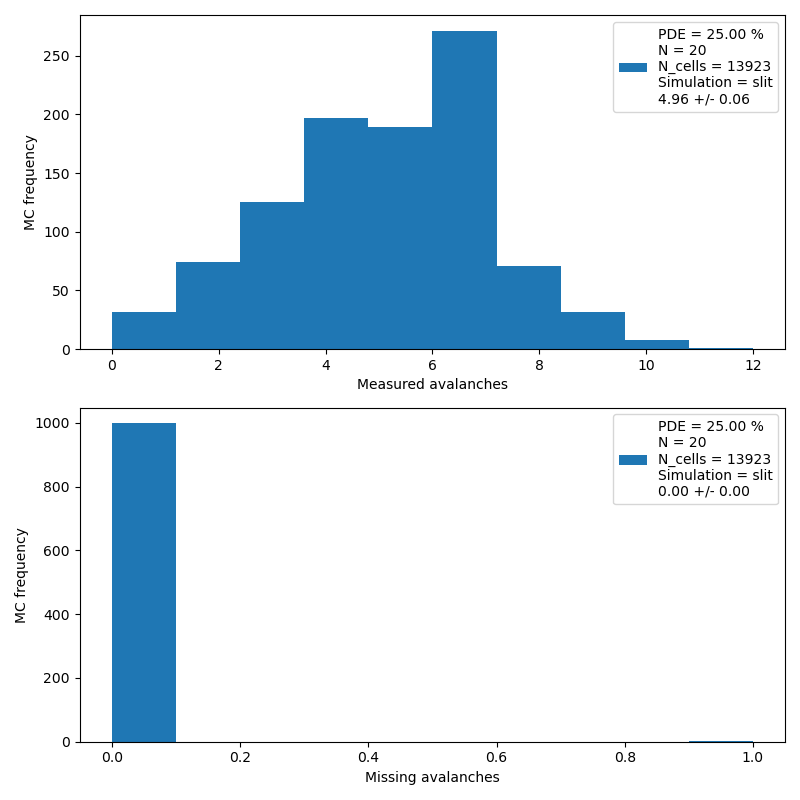 PDE = 25.00 %
N = 20
N_cells = 13923
Simulation = slit
4.96 +/- 0.06
MC frequency
250
200
150
100
50
0
0 2 4 6 8 10 12
Measured avalanches
PDE = 25.00 %
N = 20
N_cells = 13923
Simulation = slit
0.00 +/- 0.00
MC frequency
1000
800
600
400
200
0
0.0 0.2 0.4 0.6 0.8 1.0
Missing avalanches